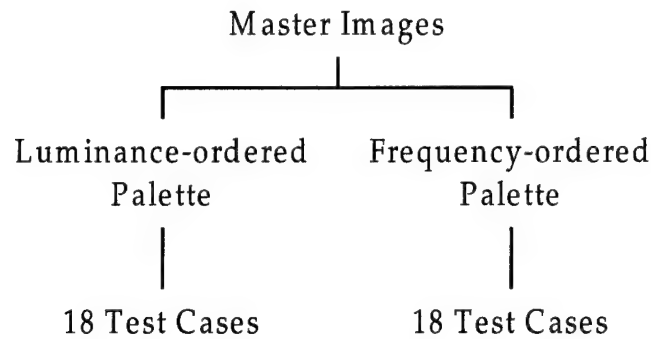 Master Images
Luminance-ordered
Palette
Frequency-ordered
Palette
18 Test Cases
18 Test Cases